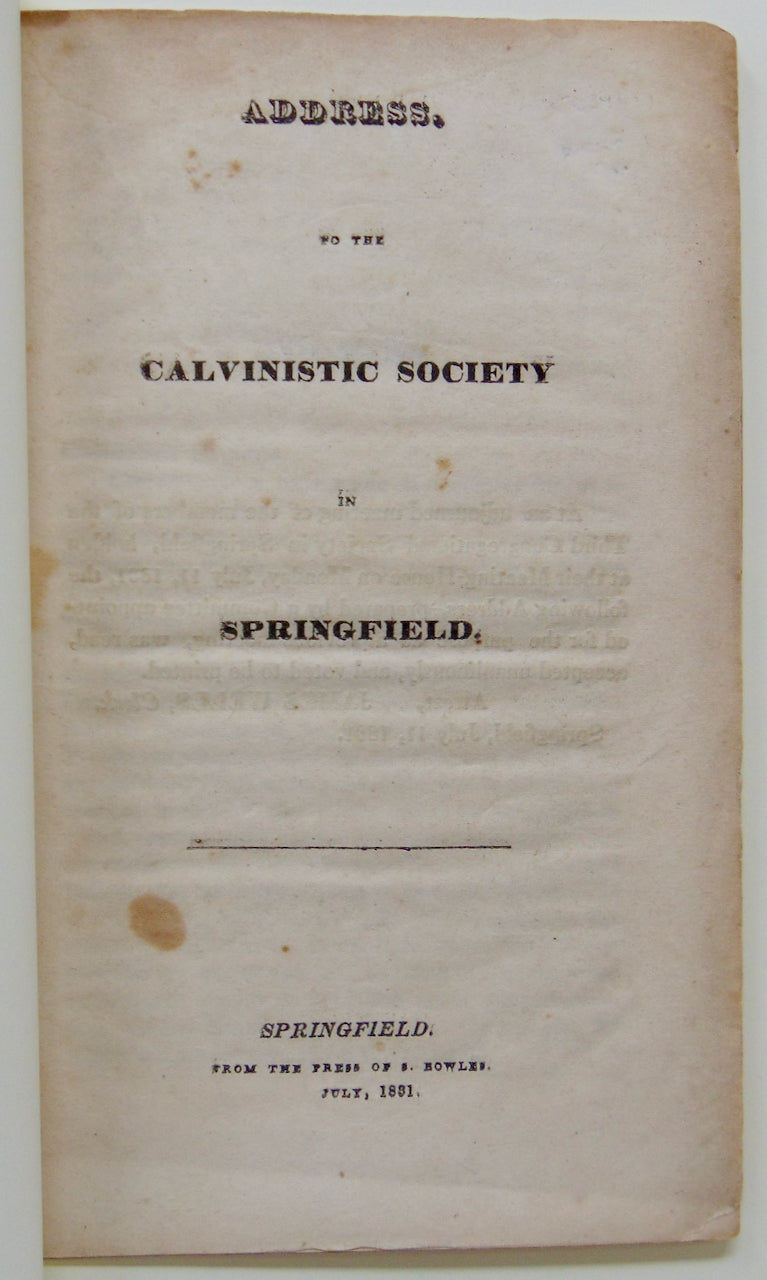 ADDRESS,
TO THE
CALVINISTIC SOCIETY
IN
SPRINGFIELD.
SPRINGFIELD.
FROM THE PRESS OF S. BOWLES.
JULY, 1831.